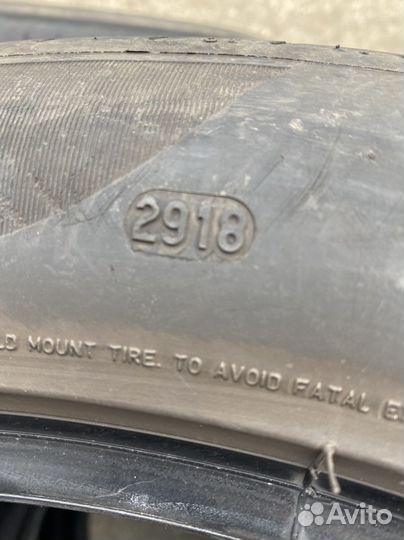 2918
MOUNT TIRE. TO AVOID FATAL
Avito